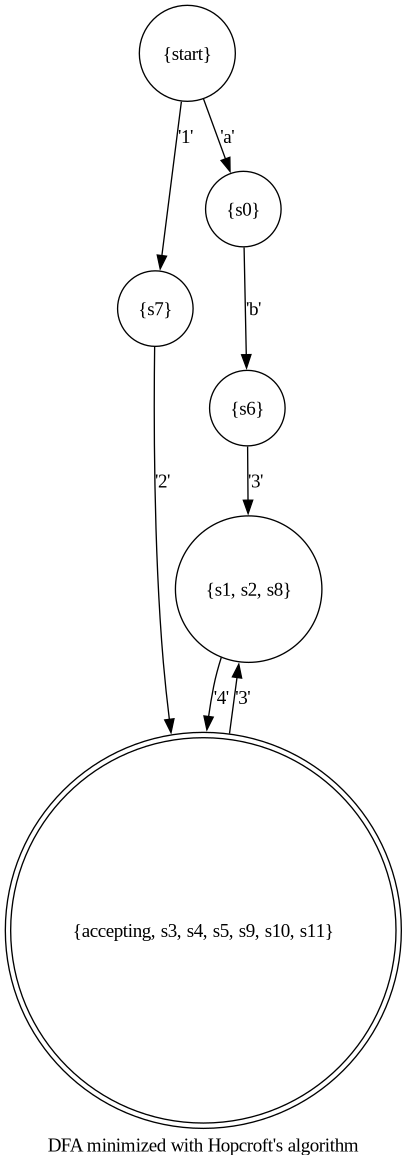 {start}
'1'
'a'
{s0}
{s7}
'b'
{s6}
'2'
'3'
{s1, s2, s8}
'4'
'3'
{accepting, s3, s4, s5, s9, s10, s11}
DFA minimized with Hopcroft's algorithm